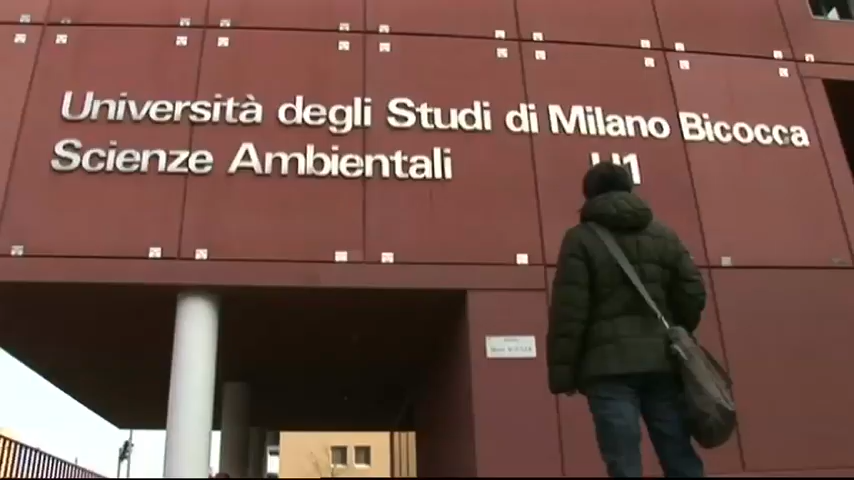 Università degli Studi di Milano Bicocca
Scienze Ambientali U1